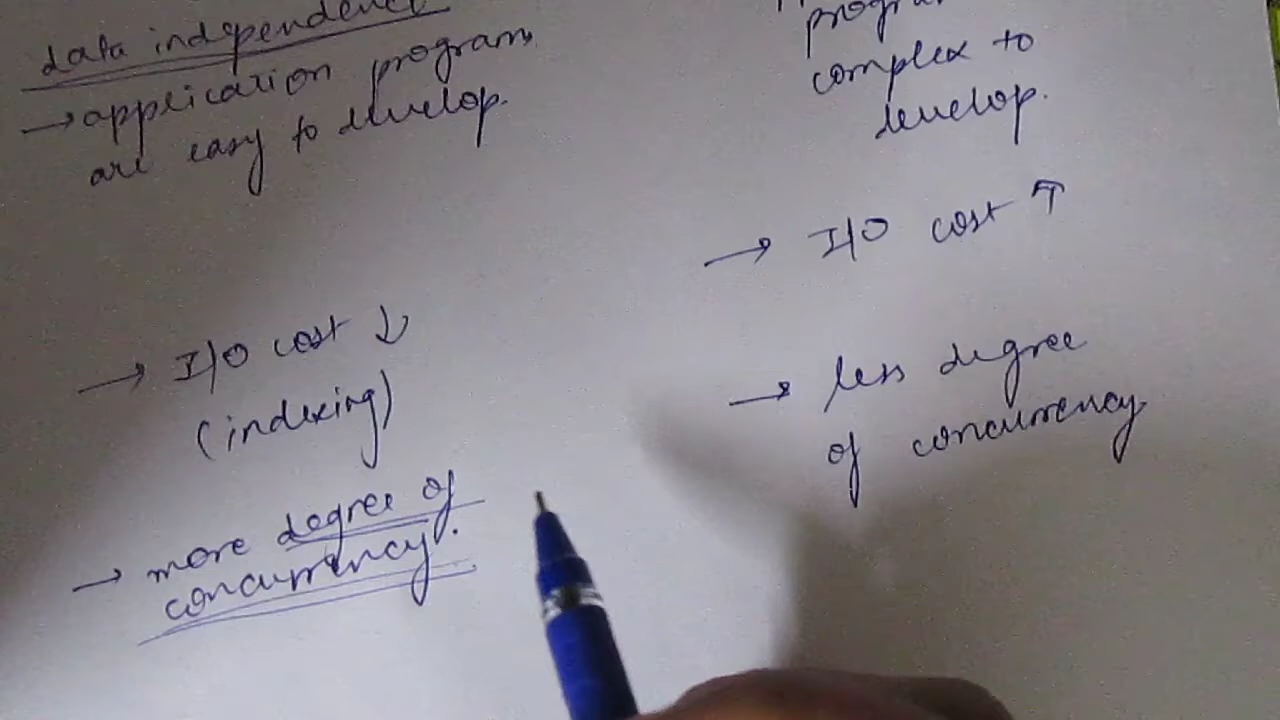 data independence
→ application programs
are easy to develop.
→ I/O cost ↓
(indexing)
→ more degree of
concurrency.
program
complex to
develop.
→ I/O cost ↑
→ less degree
of concurrency